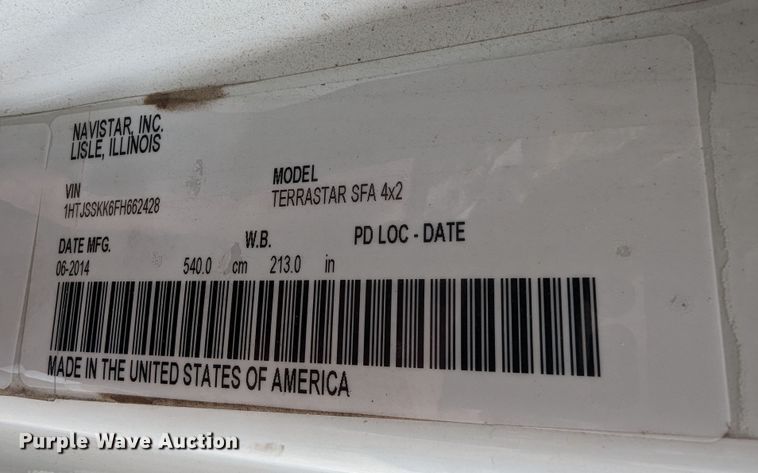 NAVISTAR, INC.
LISLE, ILLINOIS
VIN
1HTJSSKK6FH662428
MODEL
TERRASTAR SFA 4x2
DATE MFG.
06-2014
W.B.
540.0 cm 213.0 in
PD LOC - DATE
MADE IN THE UNITED STATES OF AMERICA
Purple Wave Auction